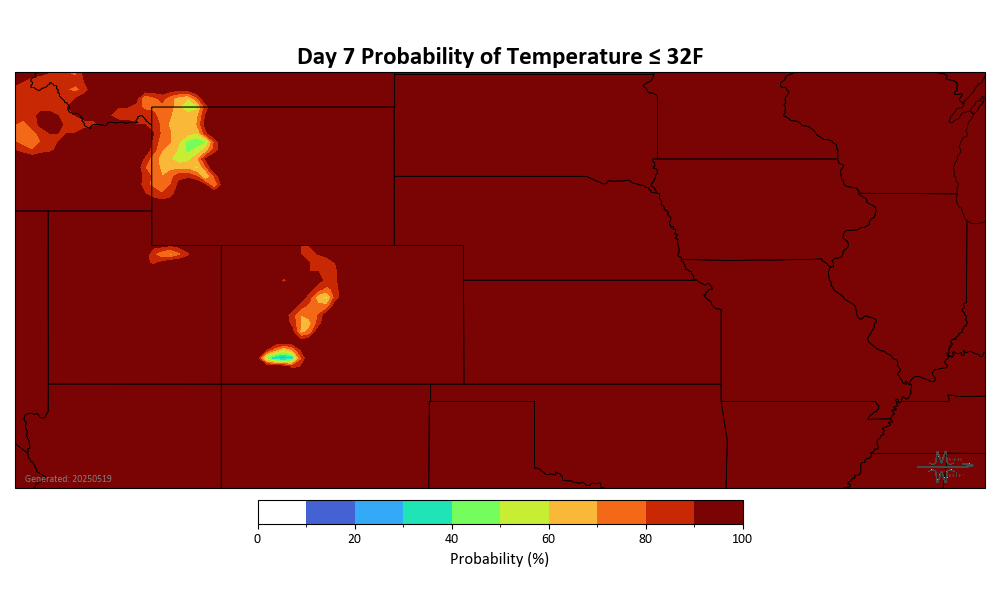 Day 7 Probability of Temperature ≤ 32F
Generated: 20250519
0 20 40 60 80 100
Probability (%)